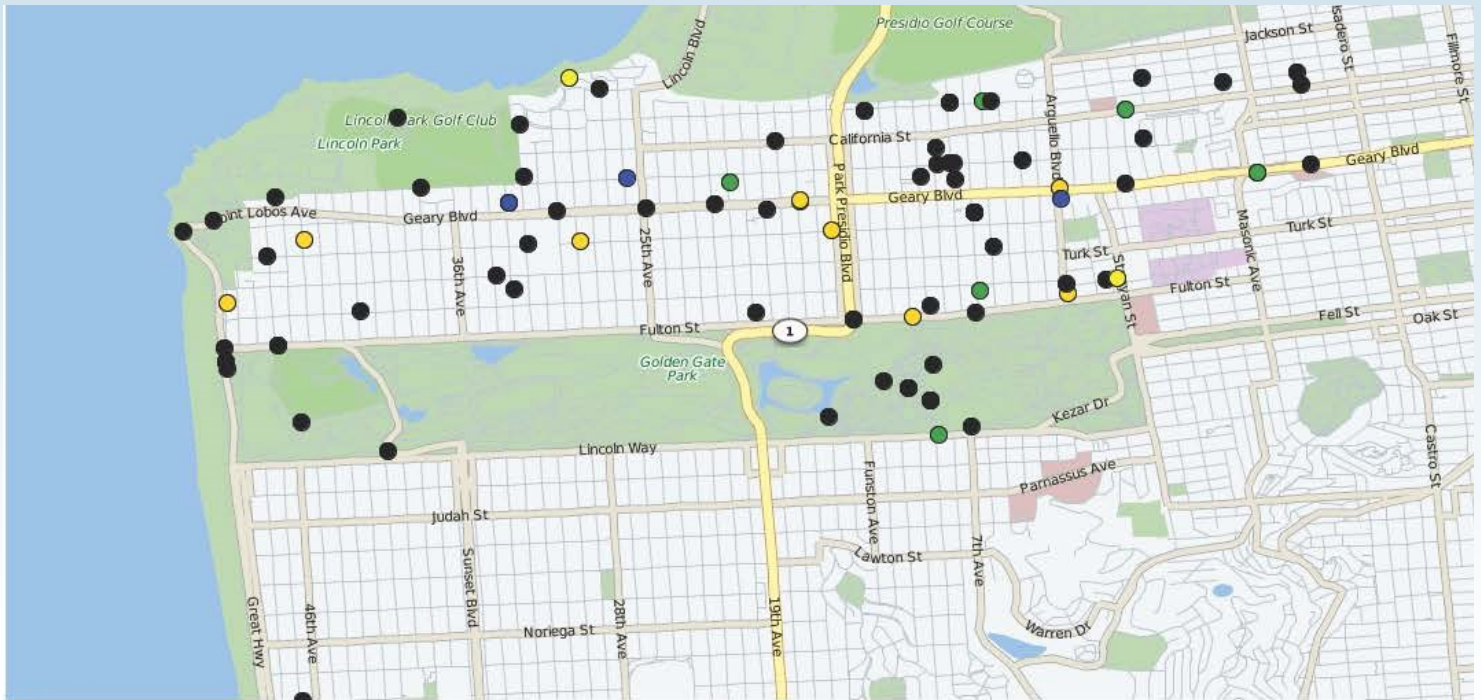 Presidio Golf Course
Jackson St
Fillmore St
Lincoln Blvd
Arguello Blvd
Lincoln Park Golf Club
Lincoln Park
California St
Geary Blvd
Park Presidio Blvd
Geary Blvd
Point Lobos Ave
Geary Blvd
Turk St
Masonic Ave
25th Ave
36th Ave
Turk St
Stanyan St
Fulton St
Fulton St
1
Fell St
Oak St
Golden Gate
Park
Kezar Dr
Lincoln Way
Castro St
Parnassus Ave
Funston Ave
Judah St
Lawton St
7th Ave
Sunset Blvd
Great Hwy
46th Ave
28th Ave
19th Ave
Noriega St
Warren Dr